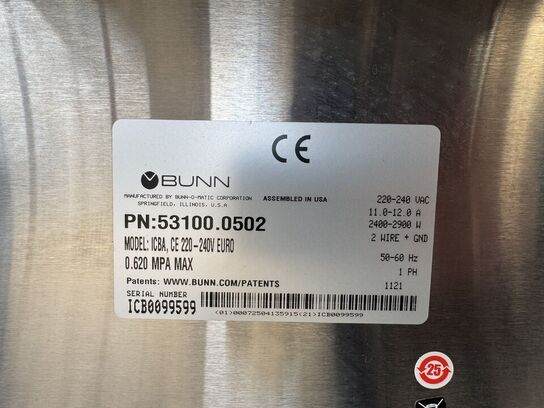 CE
BUNN
MANUFACTURED BY BUNN-O-MATIC CORPORATION
SPRINGFIELD, ILLINOIS, U.S.A
ASSEMBLED IN USA
PN:53100.0502
MODEL: ICBA, CE 220-240V EURO
0.620 MPA MAX
PATENTS: WWW.BUNN.COM/PATENTS
SERIAL NUMBER
ICB0099599
(01)00072504135915(21)ICB0099599
220-240 VAC
11.0-12.0 A
2400-2900 W
2 WIRE + GND
50-60 Hz
1 PH
1121
25